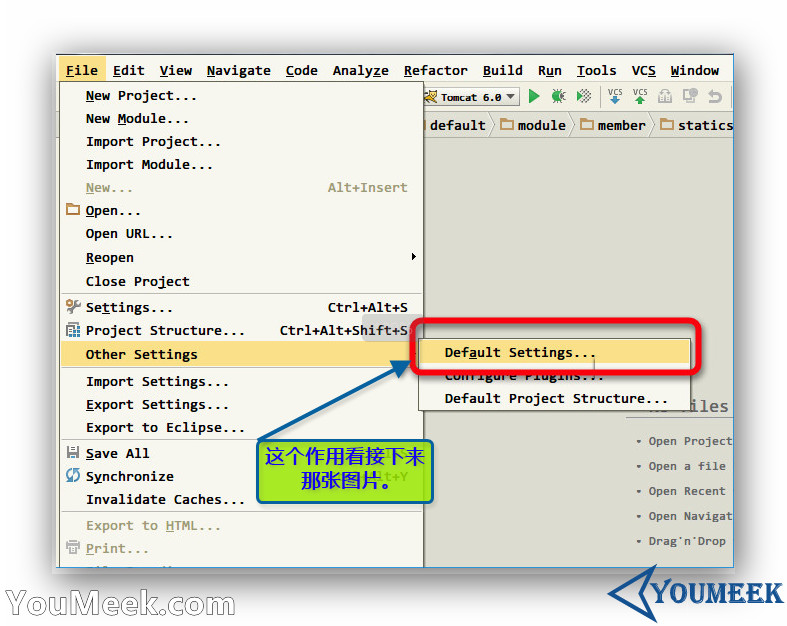 File Edit View Navigate Code Analyze Refactor Build Run Tools VCS Window
New Project...
Tomcat 6.0 VCS VCS
New Module...
default module member statics
Import Project...
Import Module...
New... Alt+Insert
Open...
Open URL...
Reopen
Close Project
Settings... Ctrl+Alt+S
Project Structure... Ctrl+Alt+Shift+S
Other Settings
Default Settings...
Configure Plugins...
Default Project Structure...
Import Settings...
Export Settings...
Export to Eclipse...
files
Open Project
Open a file
Open Recent
Open Navigat
Drag'n'Drop
Save All
Synchronize
Invalidate Caches...
Export to HTML...
Print...
这个作用看接下来
那张图片。
YouMeek.com
YOUMEEK